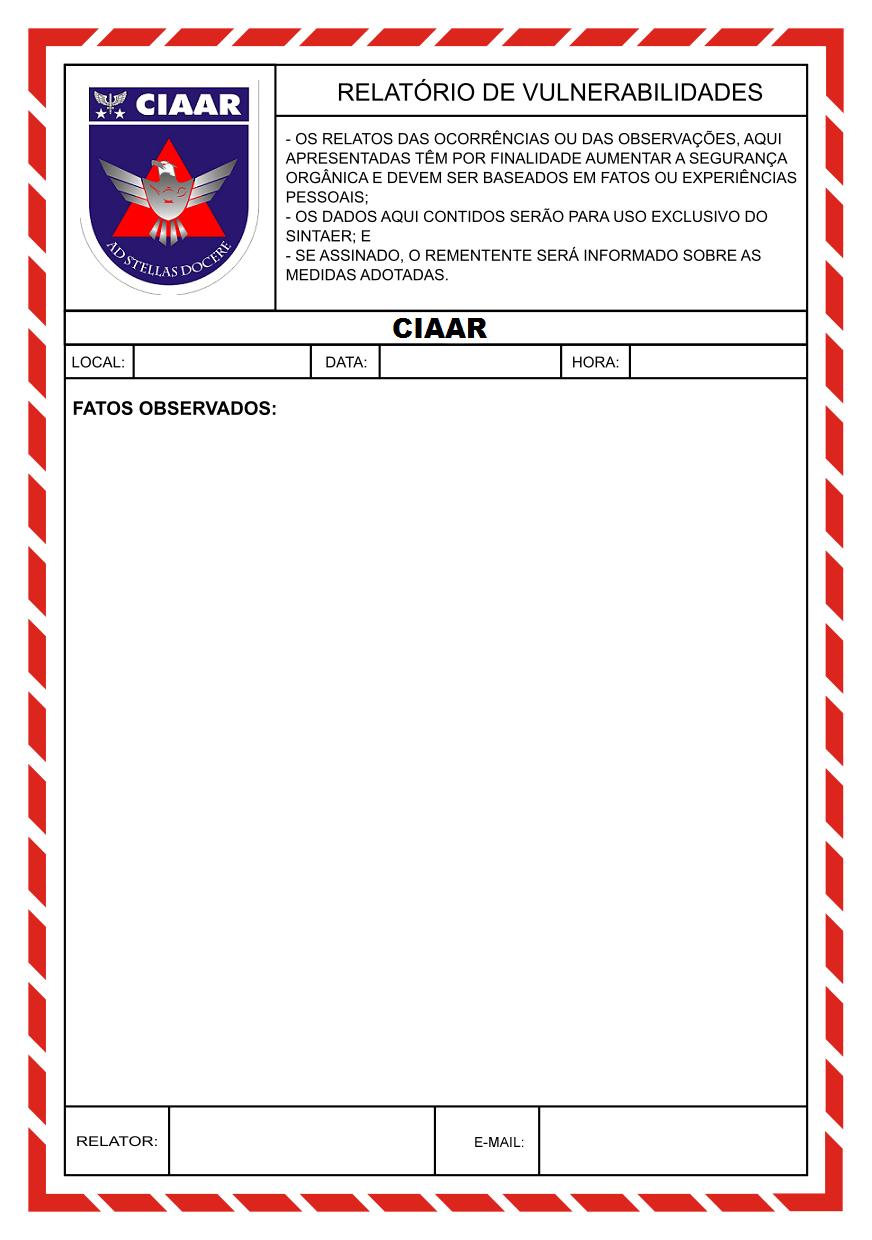 CIAAR
AD STELLAS DOCERE
RELATÓRIO DE VULNERABILIDADES
- OS RELATOS DAS OCORRÊNCIAS OU DAS OBSERVAÇÕES, AQUI
APRESENTADAS TÊM POR FINALIDADE AUMENTAR A SEGURANÇA
ORGÂNICA E DEVEM SER BASEADOS EM FATOS OU EXPERIÊNCIAS
PESSOAIS;
- OS DADOS AQUI CONTIDOS SERÃO PARA USO EXCLUSIVO DO
SINTAER; E
- SE ASSINADO, O REMENTENTE SERÁ INFORMADO SOBRE AS
MEDIDAS ADOTADAS.
CIAAR
LOCAL: DATA: HORA:
FATOS OBSERVADOS:
RELATOR: E-MAIL: